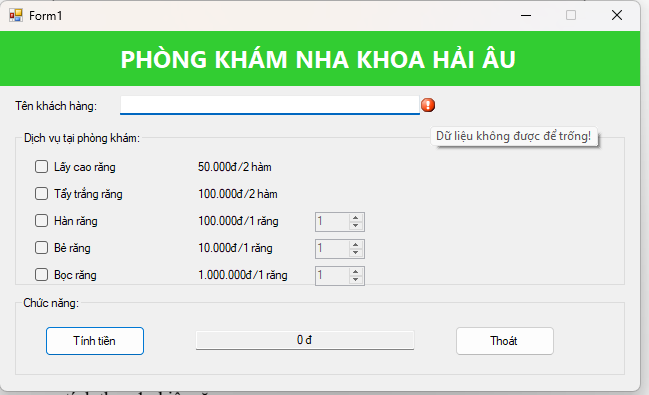 Form1
PHÒNG KHÁM NHA KHOA HẢI ÂU
Tên khách hàng:
Dữ liệu không được để trống!
Dịch vụ tại phòng khám:
Lấy cao răng 50.000đ/2 hàm
Tẩy trắng răng 100.000đ/2 hàm
Hàn răng 100.000đ/1 răng 1
Bẻ răng 10.000đ/1 răng 1
Bọc răng 1.000.000đ/1 răng 1
Chức năng:
Tính tiền 0 đ Thoát